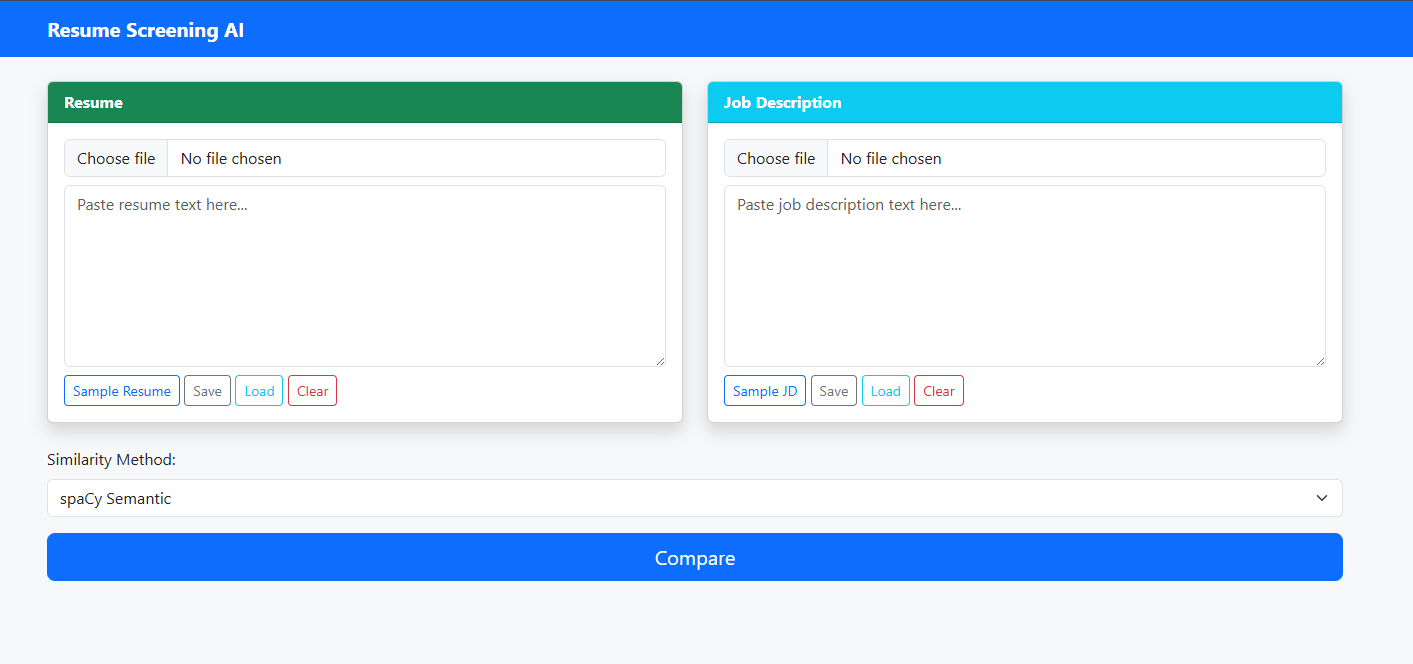 Resume Screening AI
Resume
Choose file No file chosen
Paste resume text here...
Sample Resume Save Load Clear
Job Description
Choose file No file chosen
Paste job description text here...
Sample JD Save Load Clear
Similarity Method:
spaCy Semantic
Compare